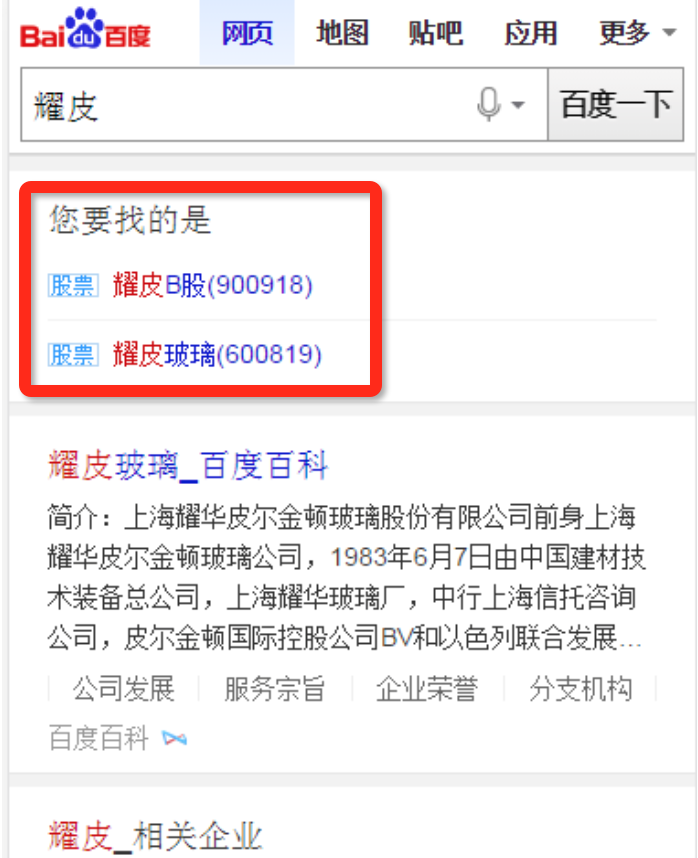 Bai du 百度 网页 地图 贴吧 应用 更多
耀皮 百度一下
您要找的是
股票 耀皮B股(900918)
股票 耀皮玻璃(600819)
耀皮玻璃_百度百科
简介：上海耀华皮尔金顿玻璃股份有限公司前身上海
耀华皮尔金顿玻璃公司，1983年6月7日由中国建材技
术装备总公司，上海耀华玻璃厂，中行上海信托咨询
公司，皮尔金顿国际控股公司BV和以色列联合发展...
公司发展 服务宗旨 企业荣誉 分支机构
百度百科
耀皮_相关企业